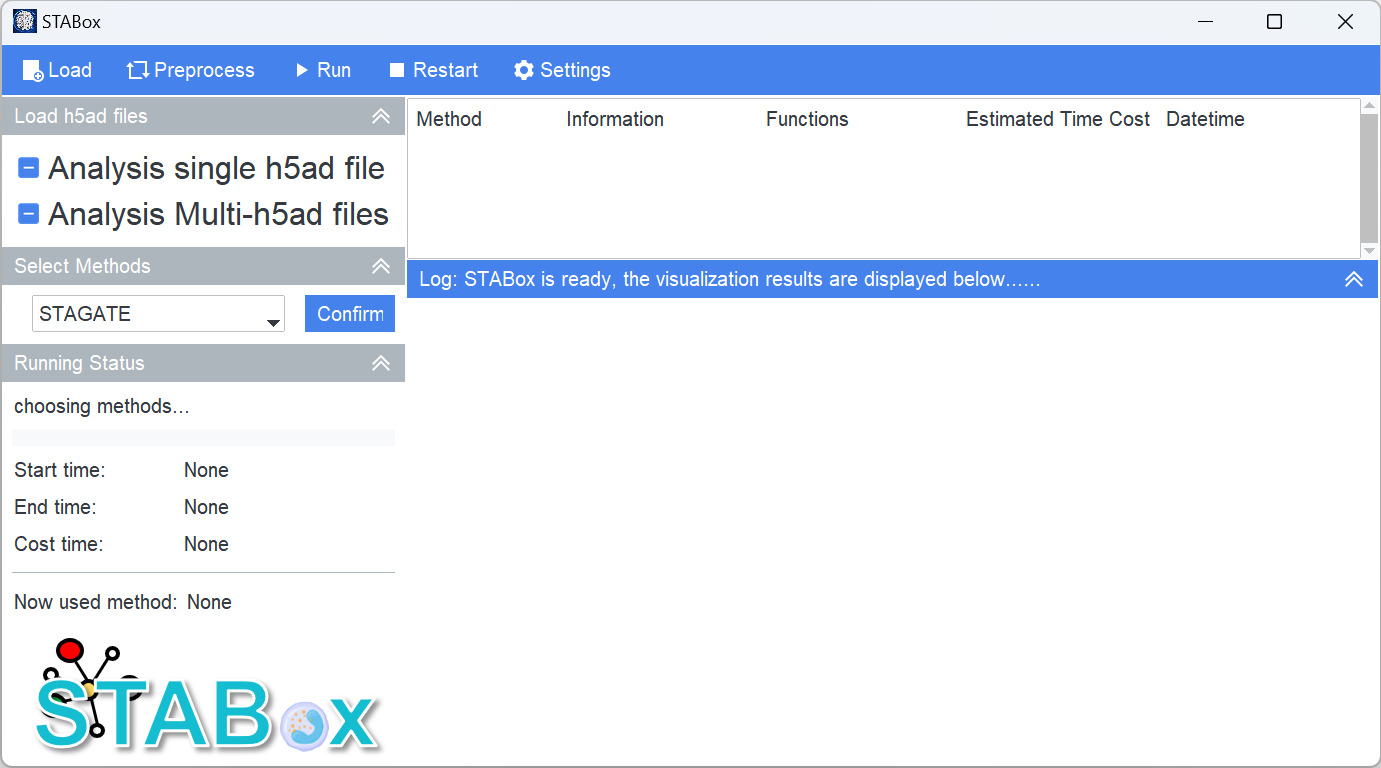 STABox
Load Preprocess Run Restart Settings
Load h5ad files
Analysis single h5ad file
Analysis Multi-h5ad files
Select Methods
STAGATE Confirm
Running Status
choosing methods...
Start time: None
End time: None
Cost time: None
Now used method: None
STABox
Method Information Functions Estimated Time Cost Datetime
Log: STABox is ready, the visualization results are displayed below......